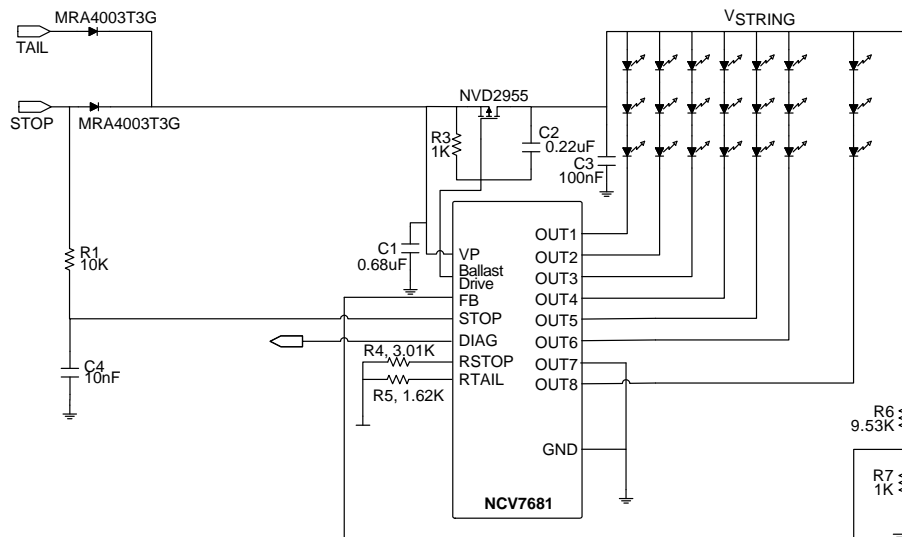 MRA4003T3G
TAIL
VSTRING
STOP
MRA4003T3G
NVD2955
R3
1K
C2
0.22uF
C3
100nF
R1
10K
C1
0.68uF
VP
Ballast
Drive
FB
STOP
DIAG
RSTOP
RTAIL
OUT1
OUT2
OUT3
OUT4
OUT5
OUT6
OUT7
OUT8
GND
NCV7681
R4, 3.01K
R5, 1.62K
C4
10nF
R6
9.53K
R7
1K